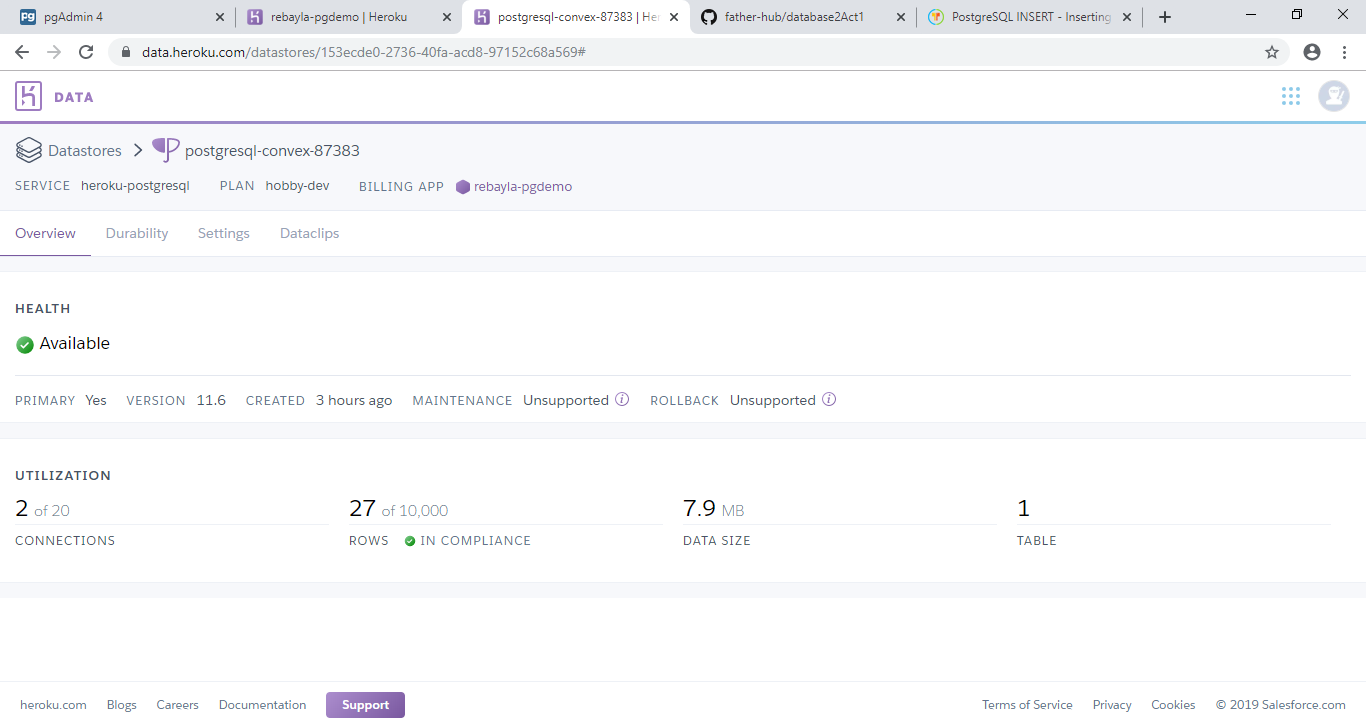 pgAdmin 4
rebayla-pgdemo | Heroku
postgresql-convex-87383 | He
father-hub/database2Act1
PostgreSQL INSERT - Inserting
data.heroku.com/datastores/153ecde0-2736-40fa-acd8-97152c68a569#
DATA
Datastores > postgresql-convex-87383
SERVICE heroku-postgresql PLAN hobby-dev BILLING APP rebayla-pgdemo
Overview Durability Settings Dataclips
HEALTH
Available
PRIMARY Yes VERSION 11.6 CREATED 3 hours ago MAINTENANCE Unsupported ROLLBACK Unsupported
UTILIZATION
2 of 20 27 of 10,000 7.9 MB 1
CONNECTIONS ROWS IN COMPLIANCE DATA SIZE TABLE
heroku.com Blogs Careers Documentation Support Terms of Service Privacy Cookies © 2019 Salesforce.com